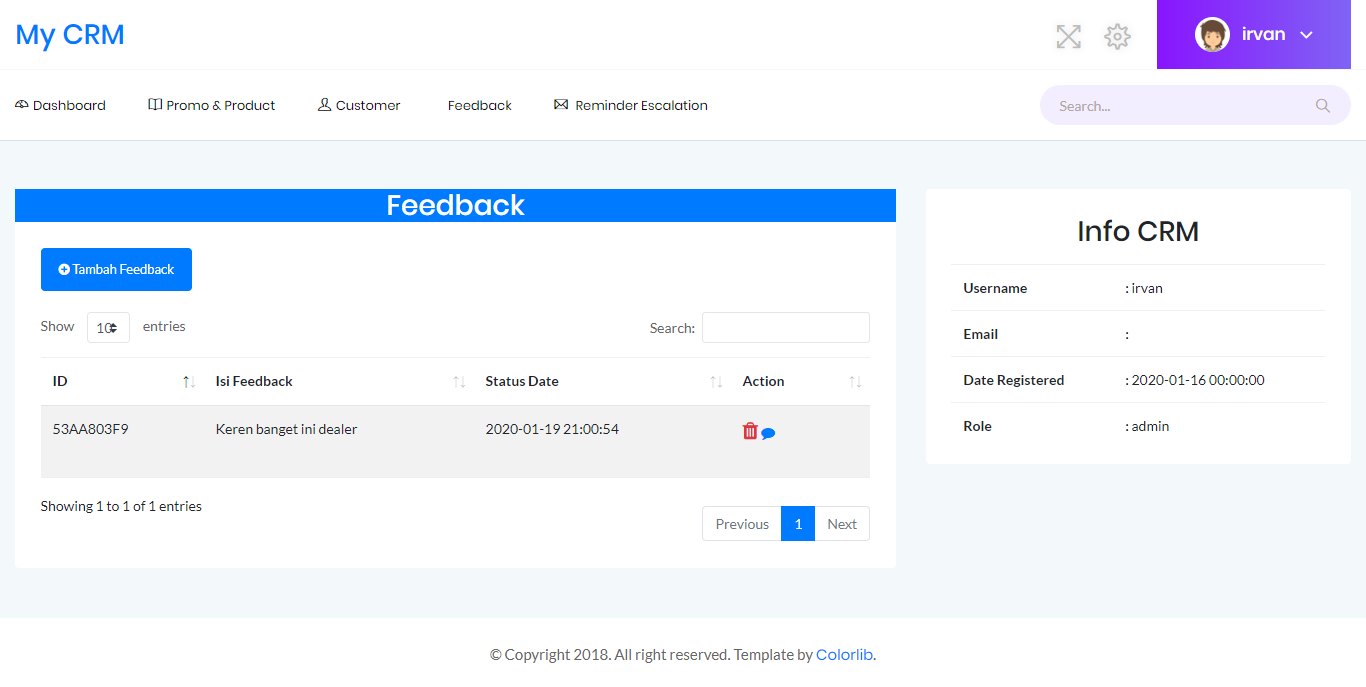 My CRM
irvan
Dashboard Promo & Product Customer Feedback Reminder Escalation
Search...
Feedback
Tambah Feedback
Show 10 entries
Search:
ID Isi Feedback Status Date Action
53AA803F9 Keren banget ini dealer 2020-01-19 21:00:54
Showing 1 to 1 of 1 entries
Previous 1 Next
Info CRM
Username : irvan
Email :
Date Registered : 2020-01-16 00:00:00
Role : admin
© Copyright 2018. All right reserved. Template by Colorlib.